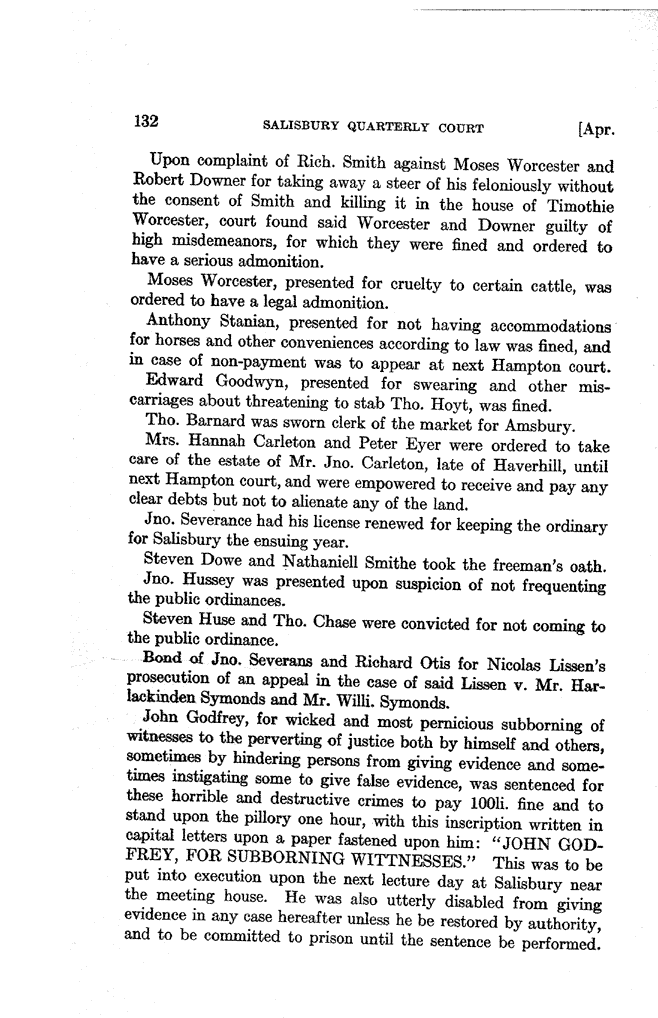 132 SALISBURY QUARTERLY COURT [Apr.
Upon complaint of Rich. Smith against Moses Worcester and
Robert Downer for taking away a steer of his feloniously without
the consent of Smith and killing it in the house of Timothie
Worcester, court found said Worcester and Downer guilty of
high misdemeanors, for which they were fined and ordered to
have a serious admonition.
Moses Worcester, presented for cruelty to certain cattle, was
ordered to have a legal admonition.
Anthony Stanian, presented for not having accommodations
for horses and other conveniences according to law was fined, and
in case of non-payment was to appear at next Hampton court.
Edward Goodwyn, presented for swearing and other mis-
carriages about threatening to stab Tho. Hoyt, was fined.
Tho. Barnard was sworn clerk of the market for Amsbury.
Mrs. Hannah Carleton and Peter Eyer were ordered to take
care of the estate of Mr. Jno. Carleton, late of Haverhill, until
next Hampton court, and were empowered to receive and pay any
clear debts but not to alienate any of the land.
Jno. Severance had his license renewed for keeping the ordinary
for Salisbury the ensuing year.
Steven Dowe and Nathaniell Smithe took the freeman's oath.
Jno. Hussey was presented upon suspicion of not frequenting
the public ordinances.
Steven Huse and Tho. Chase were convicted for not coming to
the public ordinance.
Bond of Jno. Severans and Richard Otis for Nicolas Lissen's
prosecution of an appeal in the case of said Lissen v. Mr. Har-
lackinden Symonds and Mr. Willi. Symonds.
John Godfrey, for wicked and most pernicious subborning of
witnesses to the perverting of justice both by himself and others,
sometimes by hindering persons from giving evidence and some-
times instigating some to give false evidence, was sentenced for
these horrible and destructive crimes to pay 100li. fine and to
stand upon the pillory one hour, with this inscription written in
capital letters upon a paper fastened upon him: "JOHN GOD-
FREY, FOR SUBBORNING WITTNESSES." This was to be
put into execution upon the next lecture day at Salisbury near
the meeting house. He was also utterly disabled from giving
evidence in any case hereafter unless he be restored by authority,
and to be committed to prison until the sentence be performed.